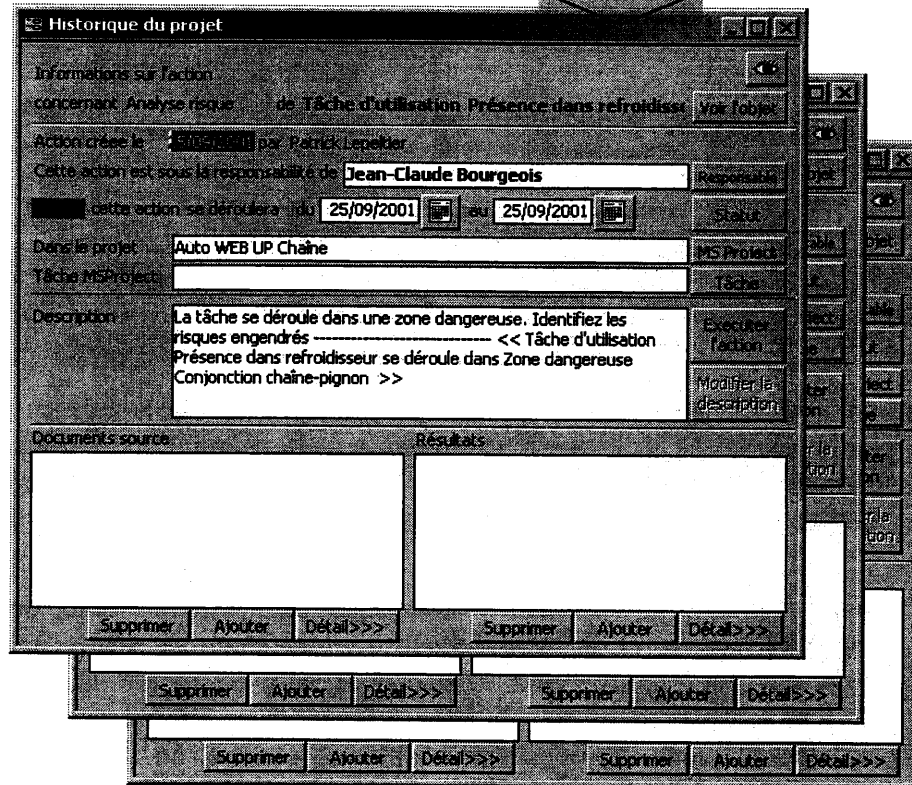 Historique du projet
Informations sur l'action
concernant Analyse risque de Tâche d'utilisation Présence dans refroidisse
Voir l'objet
Action créée le par Patrick Lepeltier
Cette action est sous la responsabilité de Jean-Claude Bourgeois
Responsable
cette action se déroulera du 25/09/2001 au 25/09/2001
Statut
Dans le projet Auto WEB UP Chaîne
MS Project
Tâche MSProject
Tâche
Description
La tâche se déroule dans une zone dangereuse. Identifiez les
risques engendrés ---------------------------- << Tâche d'utilisation
Présence dans refroidisseur se déroule dans Zone dangereuse
Conjonction chaîne-pignon >>
Exécuter
l'action
Modifier la
description
Documents source Résultats
Supprimer Ajouter Détail>>> Supprimer Ajouter Détail>>>
Supprimer Ajouter Détail>>> Supprimer Ajouter Détail>>>
Supprimer Ajouter Détail>>> Supprimer Ajouter Détail>>>